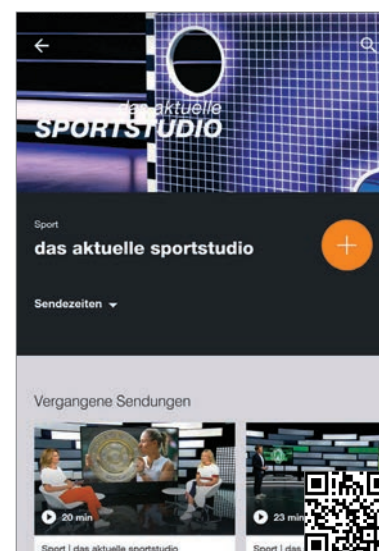 das aktuelle
SPORTSTUDIO
Sport
das aktuelle sportstudio
Sendezeiten
Vergangene Sendungen
20 min
23 min
Sport | das aktuelle sportstudio
Sport | das